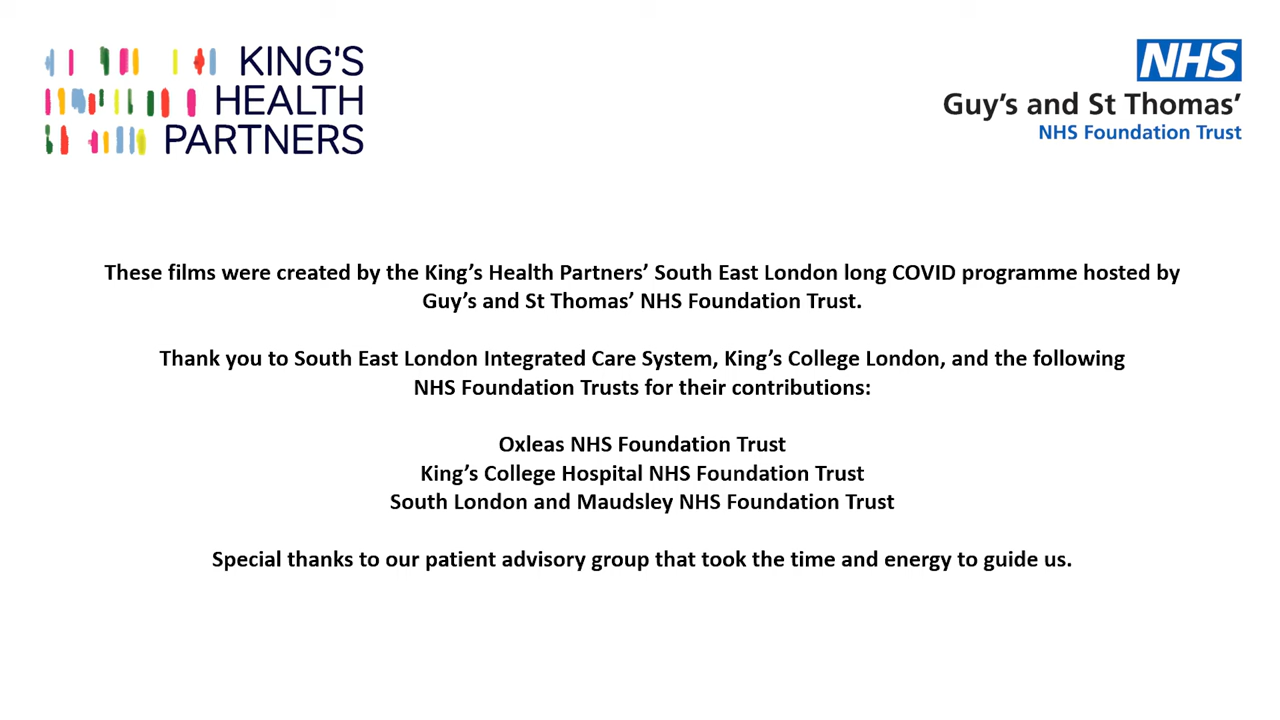 KING'S
HEALTH
PARTNERS
NHS
Guy's and St Thomas'
NHS Foundation Trust
These films were created by the King's Health Partners' South East London long COVID programme hosted by
Guy's and St Thomas' NHS Foundation Trust.
Thank you to South East London Integrated Care System, King's College London, and the following
NHS Foundation Trusts for their contributions:
Oxleas NHS Foundation Trust
King's College Hospital NHS Foundation Trust
South London and Maudsley NHS Foundation Trust
Special thanks to our patient advisory group that took the time and energy to guide us.